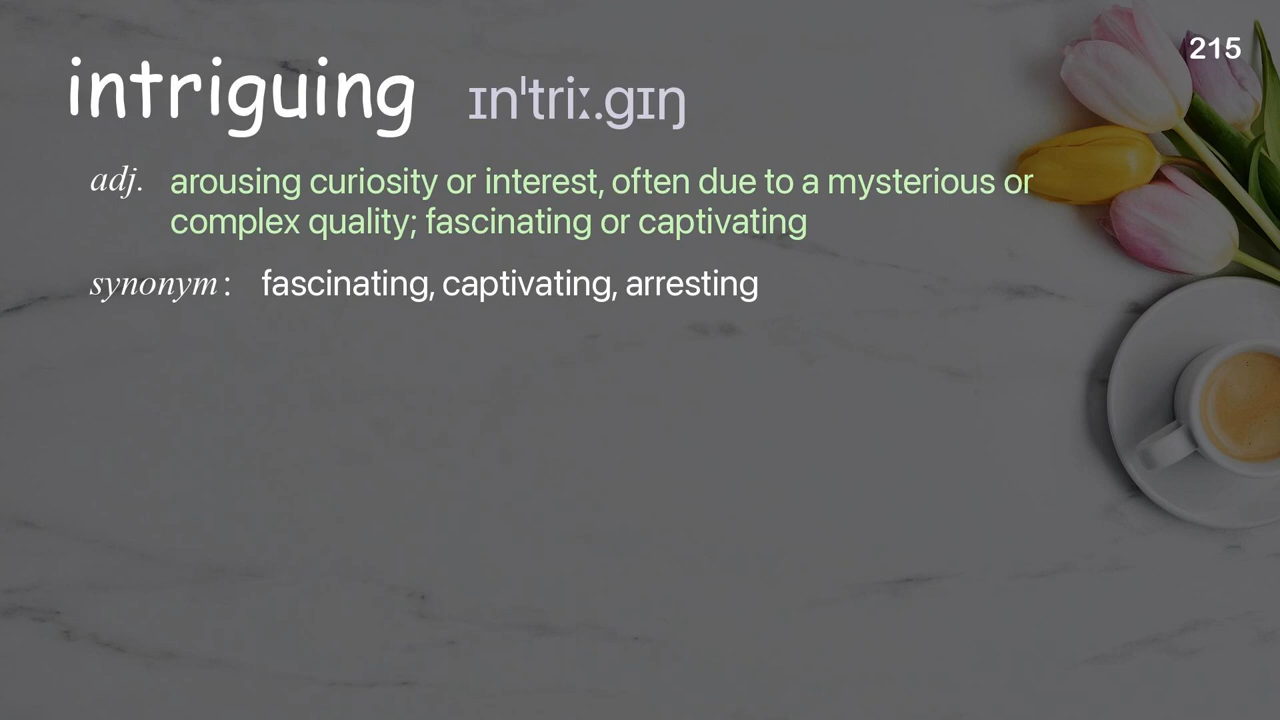 215
intriguing ɪnˈtriː.gɪŋ
adj. arousing curiosity or interest, often due to a mysterious or
complex quality; fascinating or captivating
synonym : fascinating, captivating, arresting